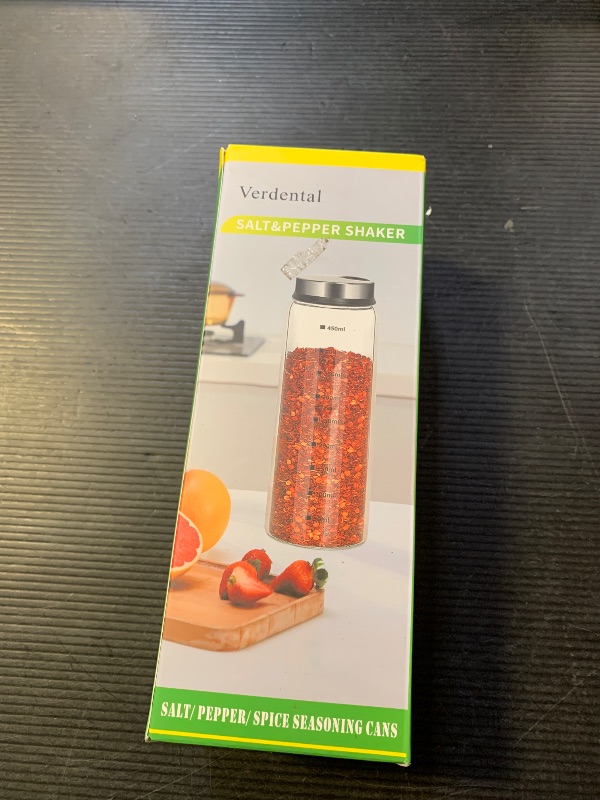 Verdental
SALT&PEPPER SHAKER
450ml
SALT/ PEPPER/ SPICE SEASONING CANS